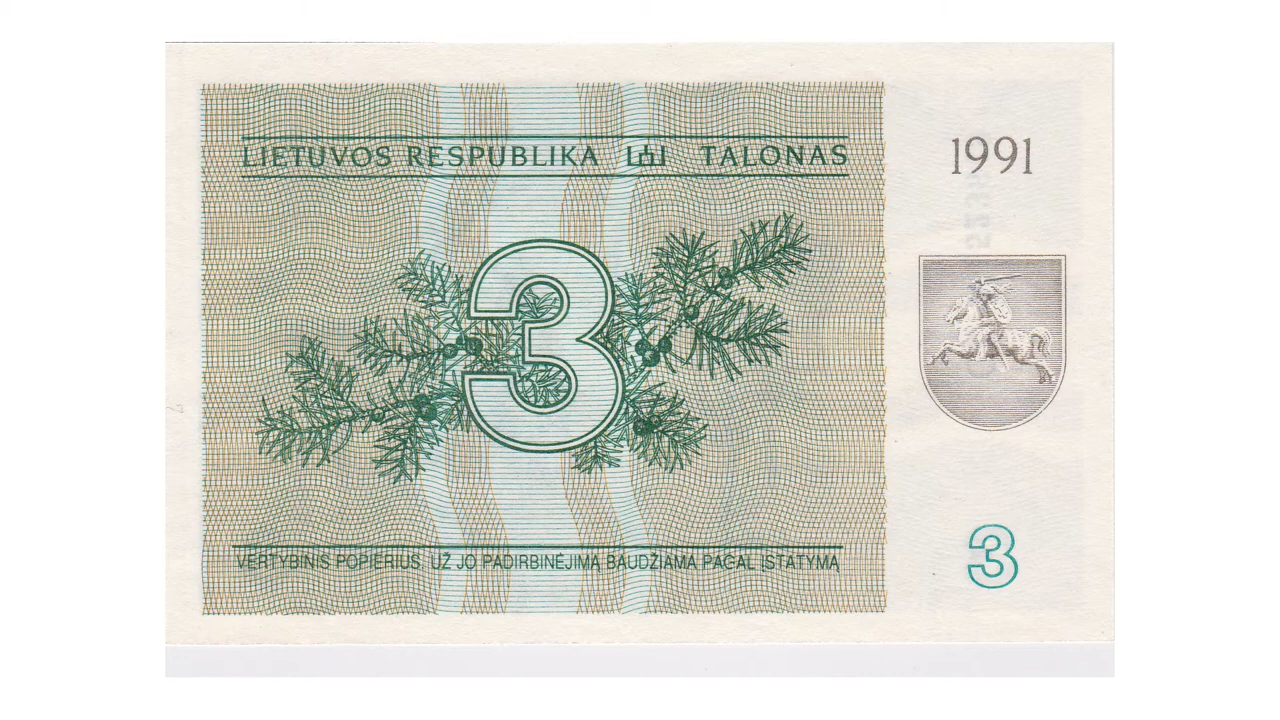 LIETUVOS RESPUBLIKA TALONAS
1991
3
VERTYBINIS POPIERIUS. UŽ JO PADIRBINĖJIMĄ BAUDŽIAMA PAGAL ĮSTATYMĄ
3